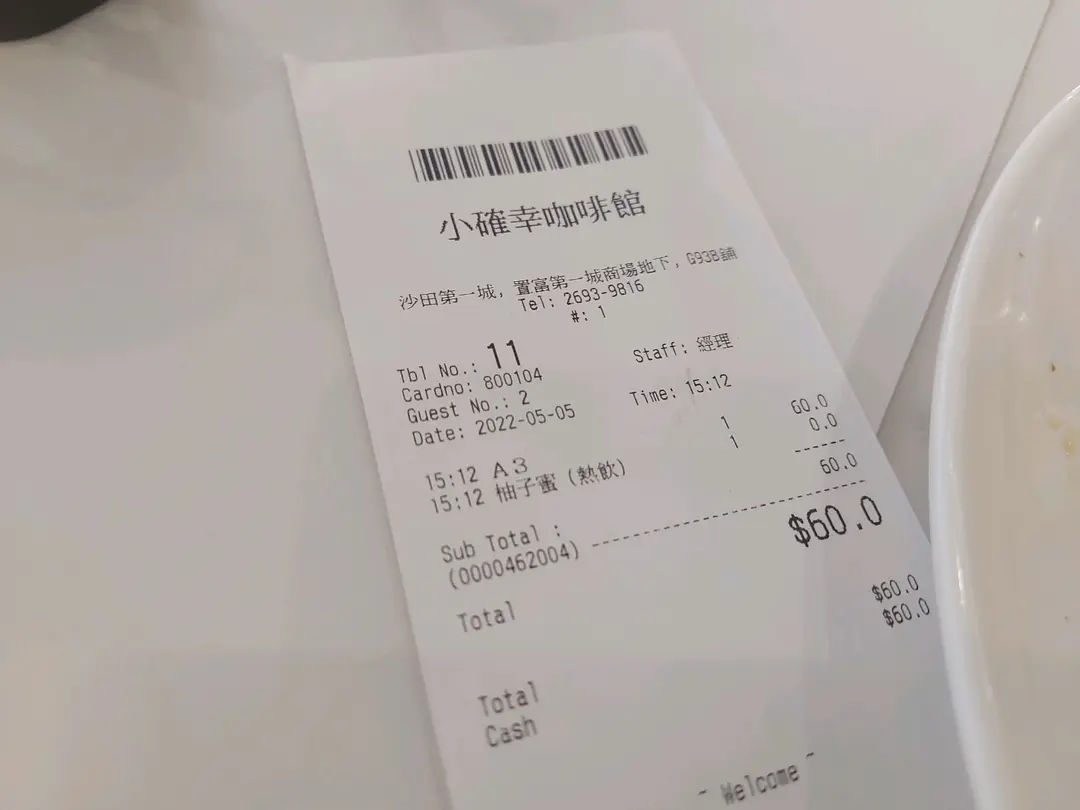 小確幸咖啡館
沙田第一城, 置富第一城商場地下, G93B舖
Tel: 2693-9816
#: 1
Tbl No.: 11 Staff: 經理
Cardno: 800104
Guest No.: 2 Time: 15:12
Date: 2022-05-05
15:12 A3 1 60.0
15:12 柚子蜜 (熱飲) 1 0.0
------
Sub Total : 60.0
(0000462004) ------------------------
Total $60.0
Total $60.0
Cash $60.0
~ Welcome ~